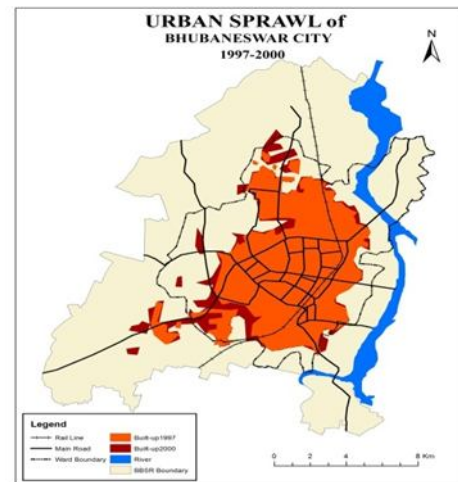 URBAN SPRAWL of
BHUBANESWAR CITY
1997-2000
N
Legend
Rail Line
Main Road
Ward Boundary
Built-up1997
Built-up2000
River
BBSR Boundary
0 2 4 6 8 Km